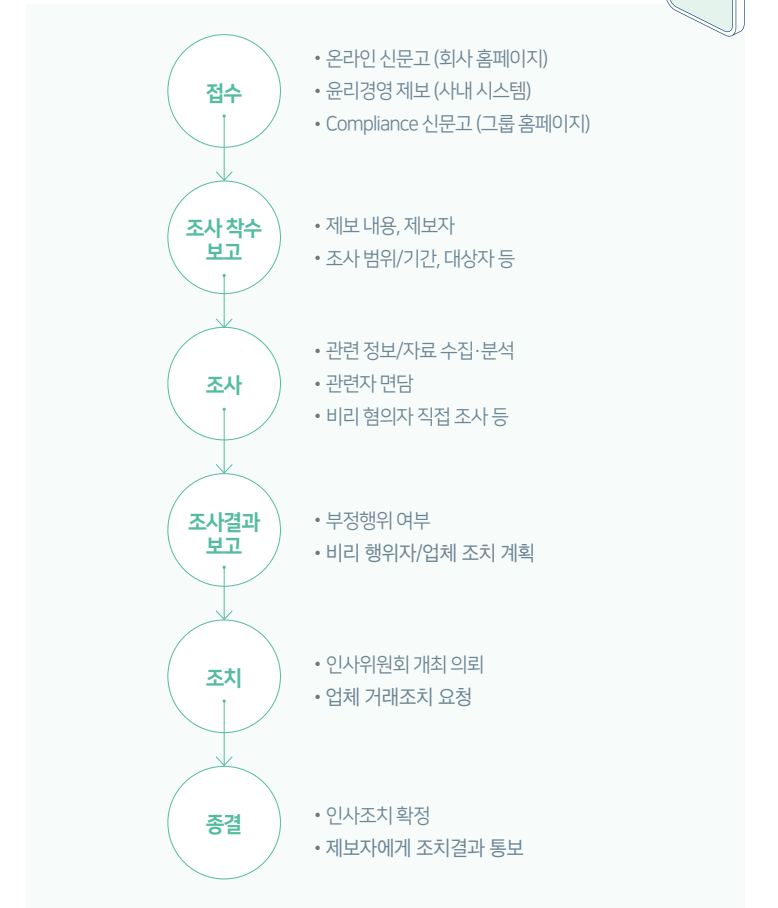 접수
• 온라인 신문고 (회사 홈페이지)
• 윤리경영 제보 (사내 시스템)
• Compliance 신문고 (그룹 홈페이지)
조사 착수
보고
• 제보 내용, 제보자
• 조사 범위/기간, 대상자 등
조사
• 관련 정보/자료 수집·분석
• 관련자 면담
• 비리 혐의자 직접 조사 등
조사결과
보고
• 부정행위 여부
• 비리 행위자/업체 조치 계획
조치
• 인사위원회 개최 의뢰
• 업체 거래조치 요청
종결
• 인사조치 확정
• 제보자에게 조치결과 통보